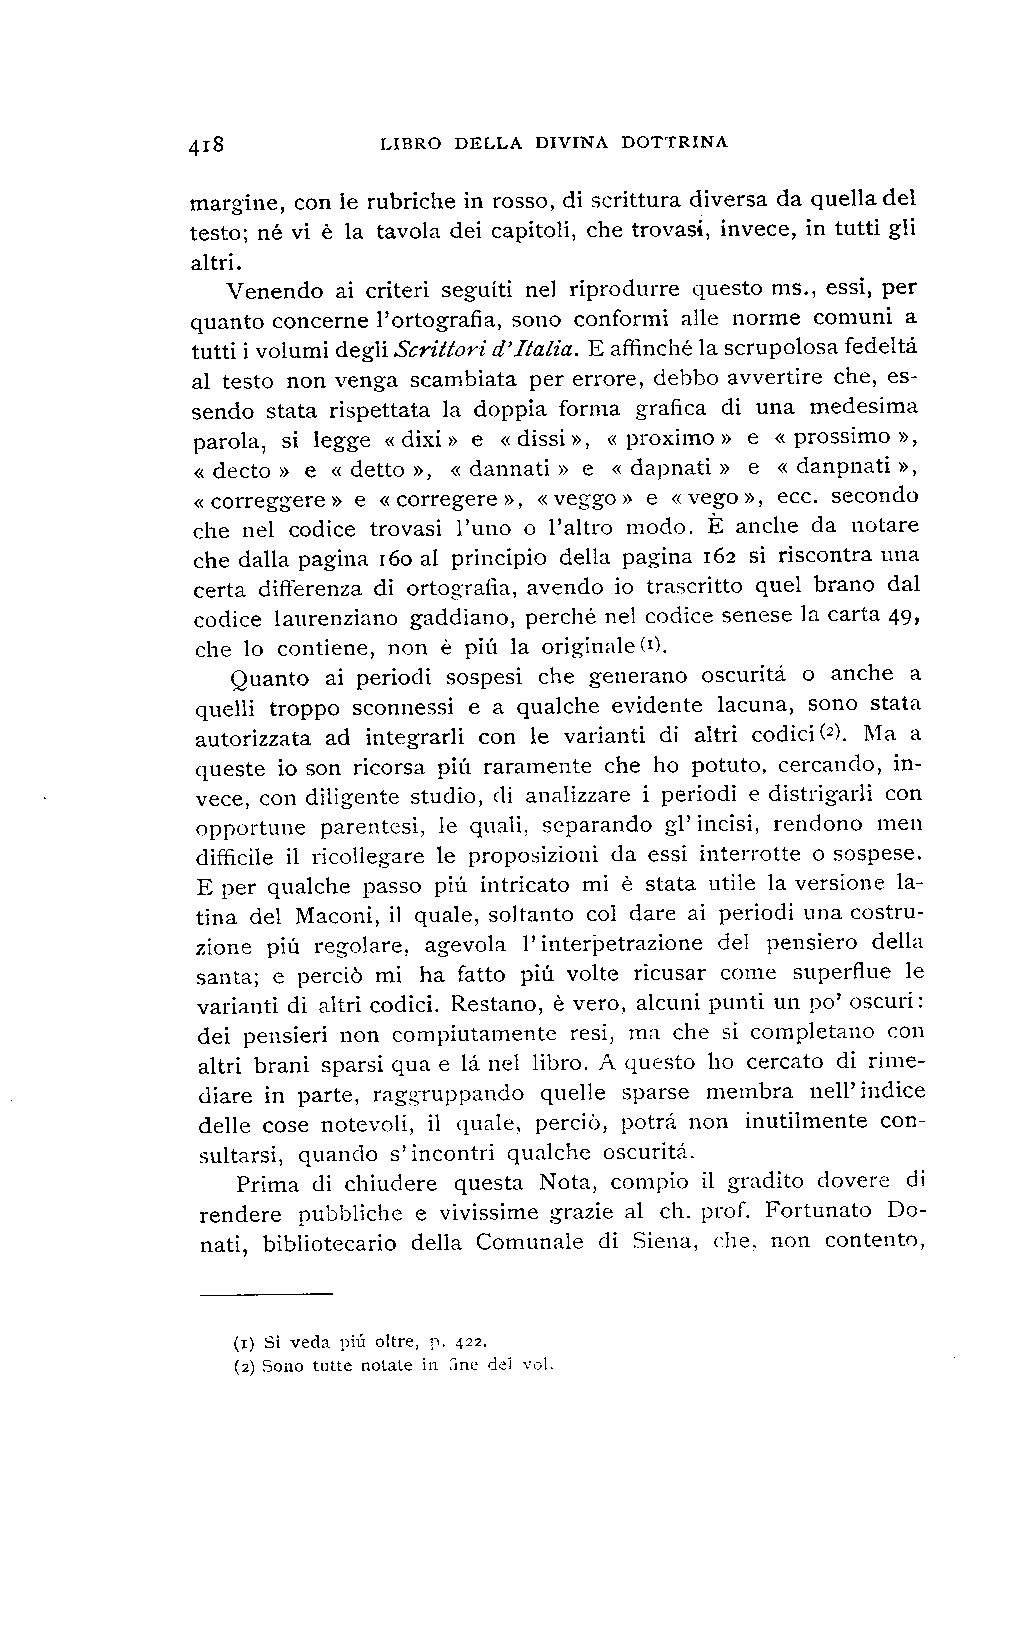 418 LIBRO DELLA DIVINA DOTTRINA
margine, con le rubriche in rosso, di scrittura diversa da quella del
testo; né vi è la tavola dei capitoli, che trovasi, invece, in tutti gli
altri.
Venendo ai criteri seguíti nel riprodurre questo ms., essi, per
quanto concerne l'ortografia, sono conformi alle norme comuni a
tutti i volumi degli Scrittori d'Italia. E affinché la scrupolosa fedeltá
al testo non venga scambiata per errore, debbo avvertire che, es-
sendo stata rispettata la doppia forma grafica di una medesima
parola, si legge « dixi » e « dissi », « proximo » e « prossimo »,
« decto » e « detto », « dannati » e « dapnati » e « danpnati »,
« correggere » e « corregere », « veggo » e « vego », ecc. secondo
che nel codice trovasi l'uno o l'altro modo. È anche da notare
che dalla pagina 160 al principio della pagina 162 si riscontra una
certa differenza di ortografia, avendo io trascritto quel brano dal
codice laurenziano gaddiano, perché nel codice senese la carta 49,
che lo contiene, non è piú la originale (1).
Quanto ai periodi sospesi che generano oscuritá o anche a
quelli troppo sconnessi e a qualche evidente lacuna, sono stata
autorizzata ad integrarli con le varianti di altri codici (2). Ma a
queste io son ricorsa piú raramente che ho potuto, cercando, in-
vece, con diligente studio, di analizzare i periodi e distrigarli con
opportune parentesi, le quali, separando gl' incisi, rendono men
difficile il ricollegare le proposizioni da essi interrotte o sospese.
E per qualche passo piú intricato mi è stata utile la versione la-
tina del Maconi, il quale, soltanto col dare ai periodi una costru-
zione piú regolare, agevola l' interpetrazione del pensiero della
santa; e perciò mi ha fatto piú volte ricusar come superflue le
varianti di altri codici. Restano, è vero, alcuni punti un po' oscuri:
dei pensieri non compiutamente resi, ma che si completano con
altri brani sparsi qua e lá nel libro. A questo ho cercato di rime-
diare in parte, raggruppando quelle sparse membra nell' indice
delle cose notevoli, il quale, perciò, potrá non inutilmente con-
sultarsi, quando s' incontri qualche oscuritá.
Prima di chiudere questa Nota, compio il gradito dovere di
rendere pubbliche e vivissime grazie al ch. prof. Fortunato Do-
nati, bibliotecario della Comunale di Siena, che, non contento,
(1) Si veda piú oltre, p. 422.
(2) Sono tutte notate in fine del vol.